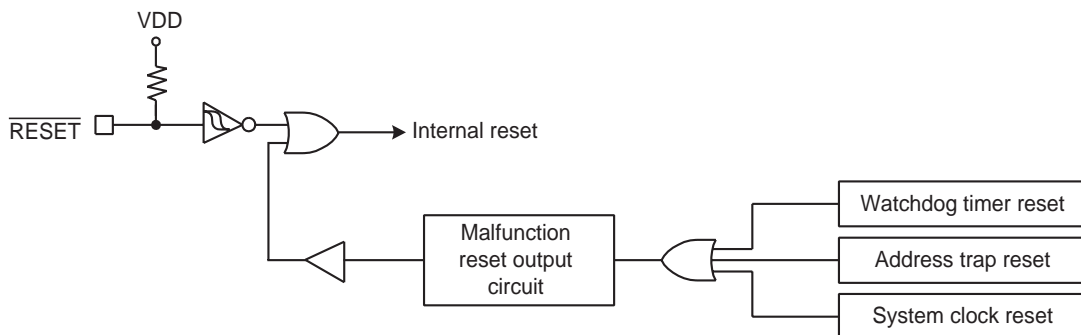 VDD
RESET
Internal reset
Malfunction
reset output
circuit
Watchdog timer reset
Address trap reset
System clock reset